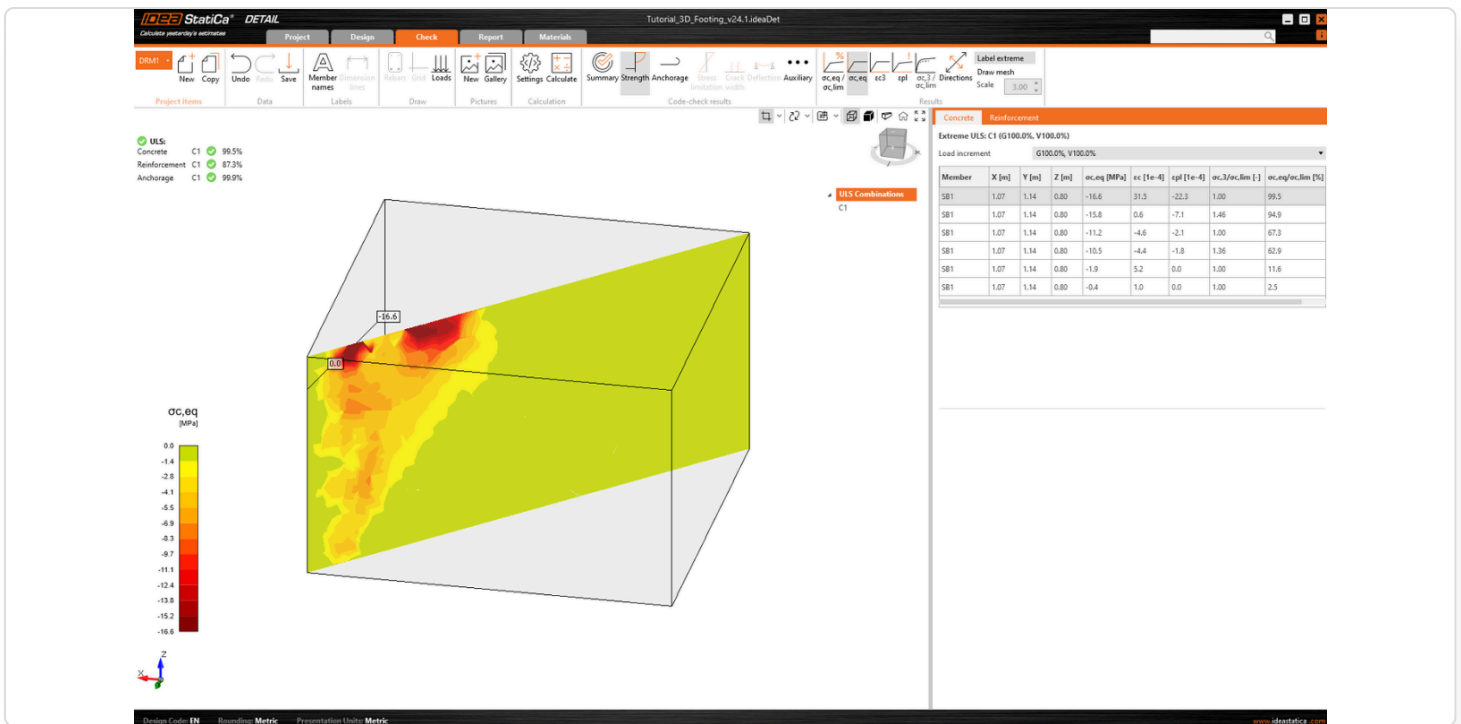 IDEA StatiCa® DETAIL
Calculate yesterday's estimates
Tutorial_3D_Footing_v24.1.ideaDet
Project Design Check Report Materials
DRM1
New Copy Undo Redo Save Member names Dimension lines Rebars Grid Loads New Gallery Settings Calculate Summary Strength Anchorage Stress limitation Crack width Deflection Auxiliary σc,eq / σc,lim σc,eq εc3 εpl σc,3 / σc,lim Directions
Label extreme
Draw mesh
Scale 3.00
Project Items Data Labels Draw Pictures Calculation Code-check results Results
ULS:
Concrete C1 99.5%
Reinforcement C1 87.3%
Anchorage C1 99.9%
ULS Combinations
C1
-16.6
0.0
σc,eq
[MPa]
0.0
-1.4
-2.8
-4.1
-5.5
-6.9
-8.3
-9.7
-11.1
-12.4
-13.8
-15.2
-16.6
Z
X
Concrete Reinforcement
Extreme ULS: C1 (G100.0%, V100.0%)
Load increment G100.0%, V100.0%
Member X [m] Y [m] Z [m] σc,eq [MPa] εc [1e-4] εpl [1e-4] σc,3/σc,lim [-] σc,eq/σc,lim [%]
SB1 1.07 1.14 0.80 -16.6 31.5 -22.3 1.00 99.5
SB1 1.07 1.14 0.80 -15.8 0.6 -7.1 1.46 94.9
SB1 1.07 1.14 0.80 -11.2 -4.6 -2.1 1.00 67.3
SB1 1.07 1.14 0.80 -10.5 -4.4 -1.8 1.36 62.9
SB1 1.07 1.14 0.80 -1.9 5.2 0.0 1.00 11.6
SB1 1.07 1.14 0.80 -0.4 1.0 0.0 1.00 2.5
Design Code: EN Rounding: Metric Presentation Units: Metric
www.ideastatica.com